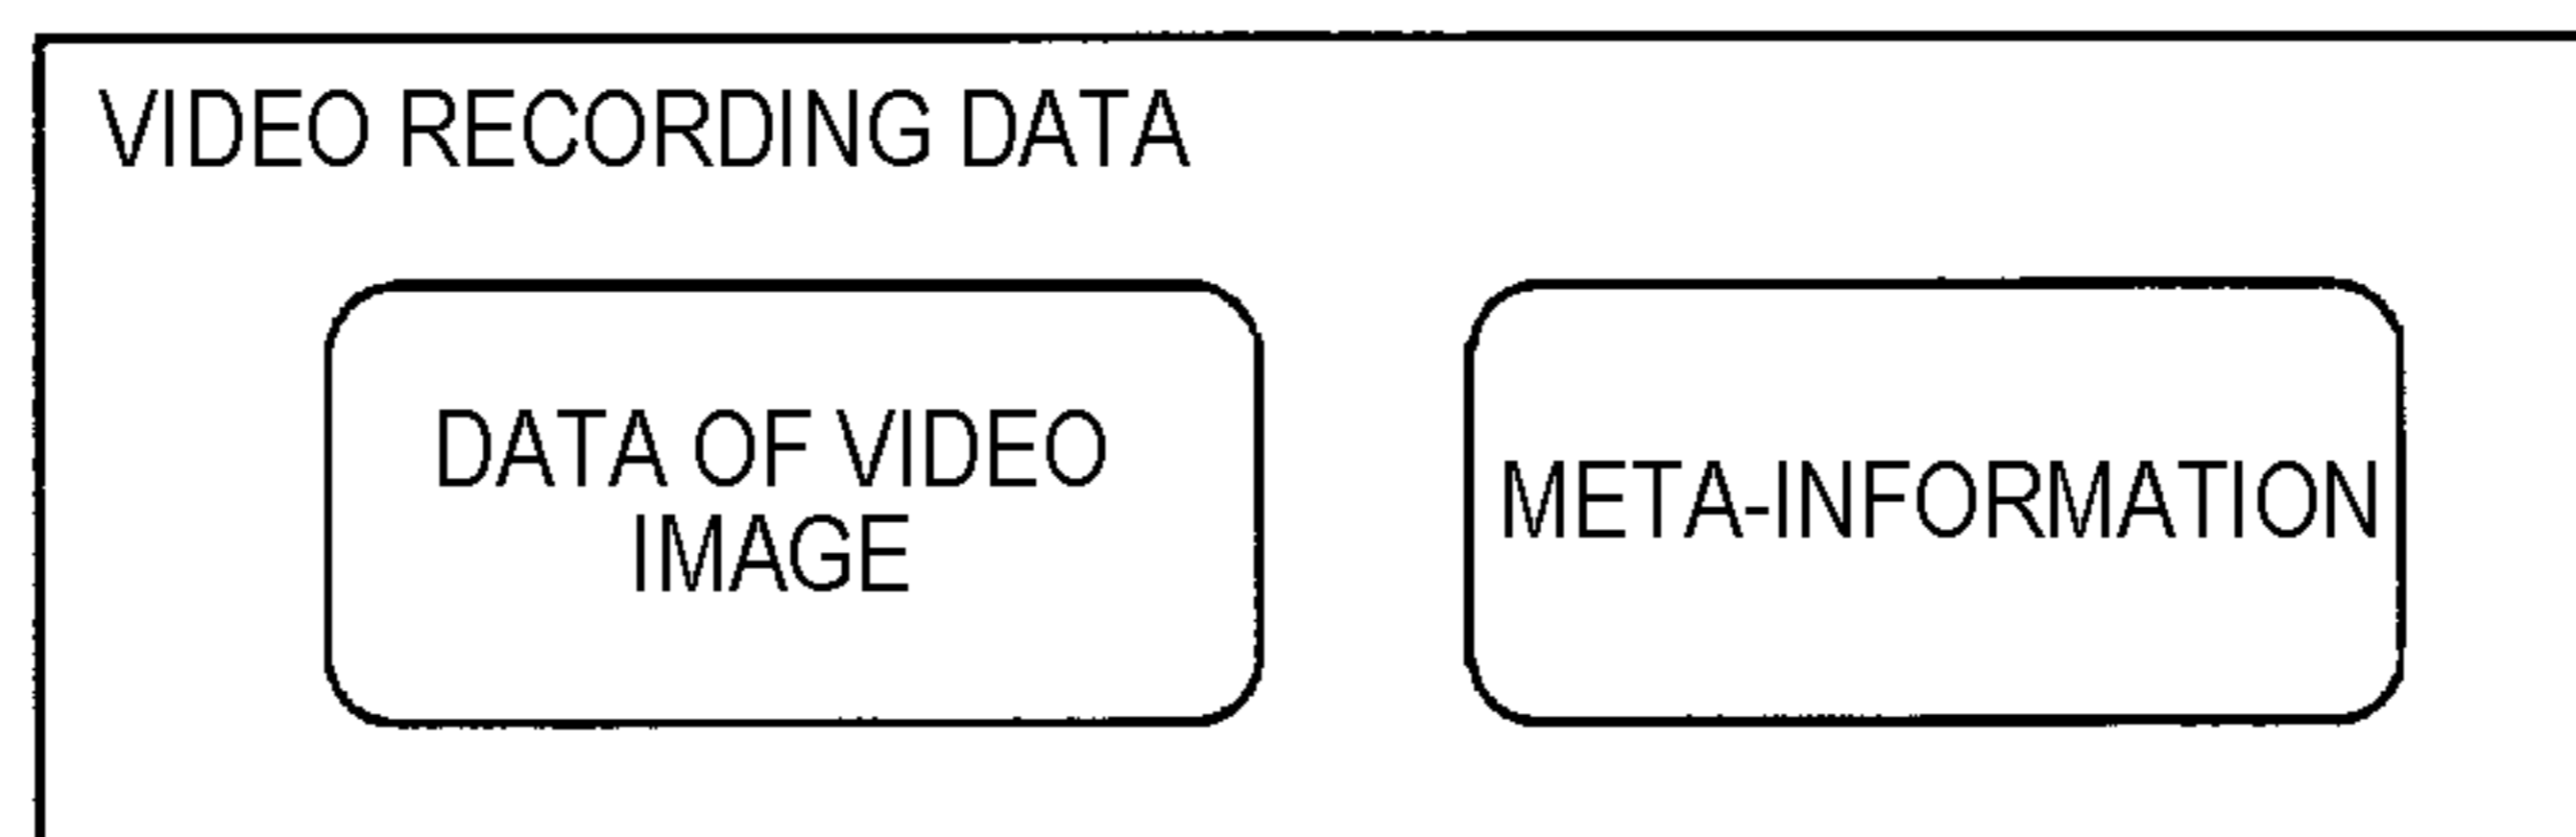 VIDEO RECORDING DATA
DATA OF VIDEO
IMAGE
META-INFORMATION